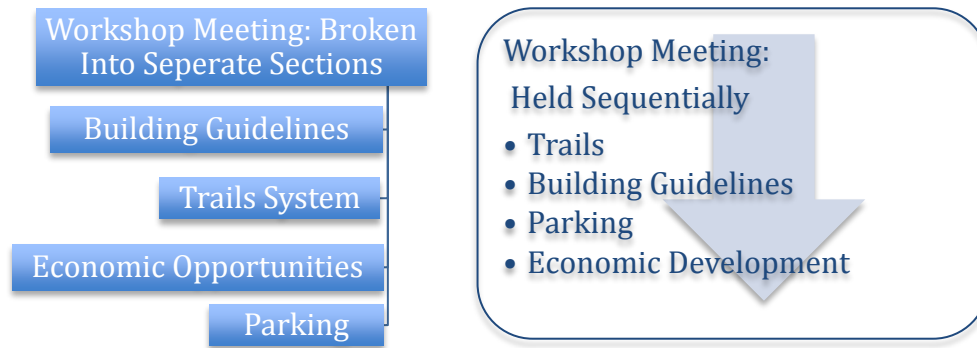 Workshop Meeting: Broken
Into Seperate Sections
Building Guidelines
Trails System
Economic Opportunities
Parking
Workshop Meeting:
Held Sequentially
• Trails
• Building Guidelines
• Parking
• Economic Development